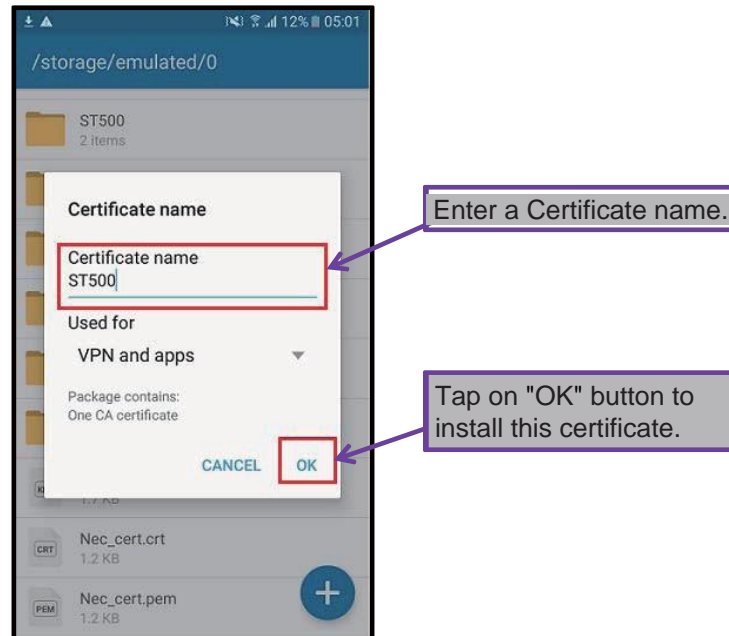 12% 05:01
/storage/emulated/0
ST500
2 items
Certificate name
Certificate name
ST500
Used for
VPN and apps
Package contains:
One CA certificate
CANCEL OK
1.7 KB
CRT
Nec_cert.crt
1.2 KB
PEM
Nec_cert.pem
1.2 KB
Enter a Certificate name.
Tap on "OK" button to
install this certificate.